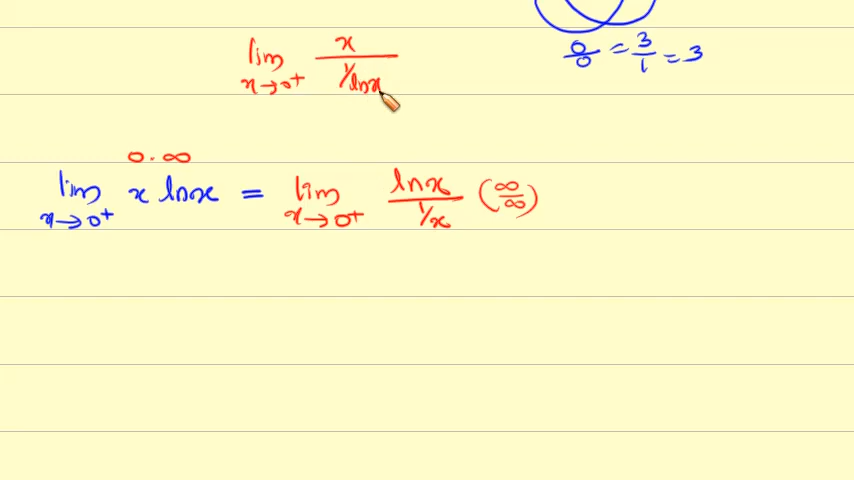 lim x→0+ x / 1/lnx
0/0 = 3/1 = 3
0.∞
lim x→0+ x lnx = lim x→0+ lnx / 1/x (∞/∞)